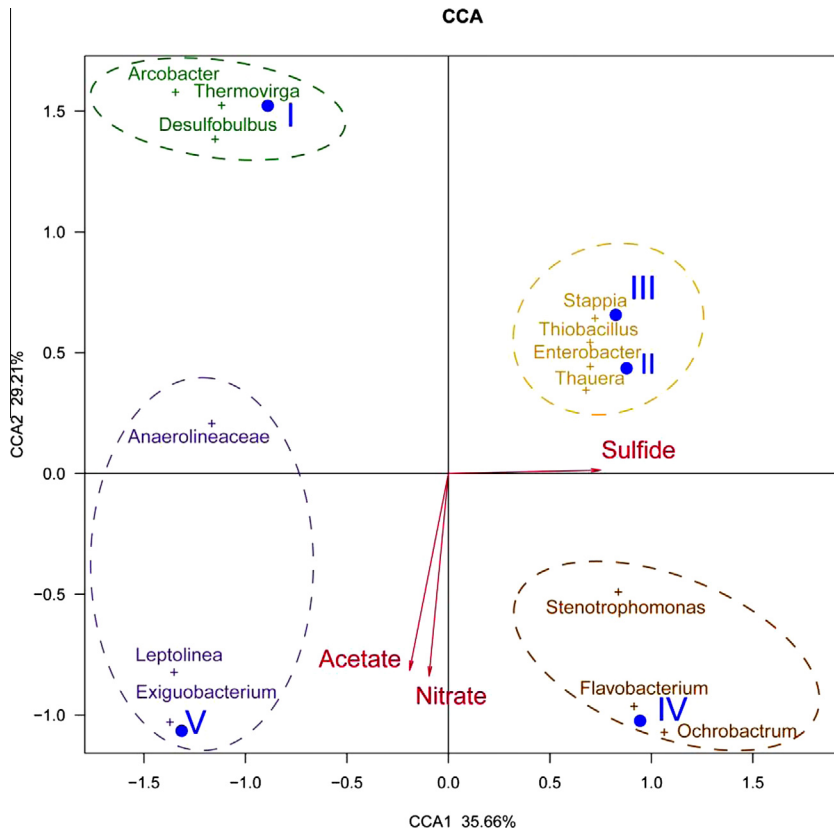 CCA
Arcobacter
Thermovirga
I
Desulfobulbus
1.5
1.0
0.5
0.0
−0.5
−1.0
CCA2 29.21%
III
Stappia
Thiobacillus
Enterobacter
II
Thauera
Anaerolineaceae
Sulfide
Stenotrophomonas
Leptolinea
Acetate
Exiguobacterium
Nitrate
Flavobacterium
V
IV
Ochrobactrum
−1.5
−1.0
−0.5
0.0
0.5
1.0
1.5
CCA1 35.66%